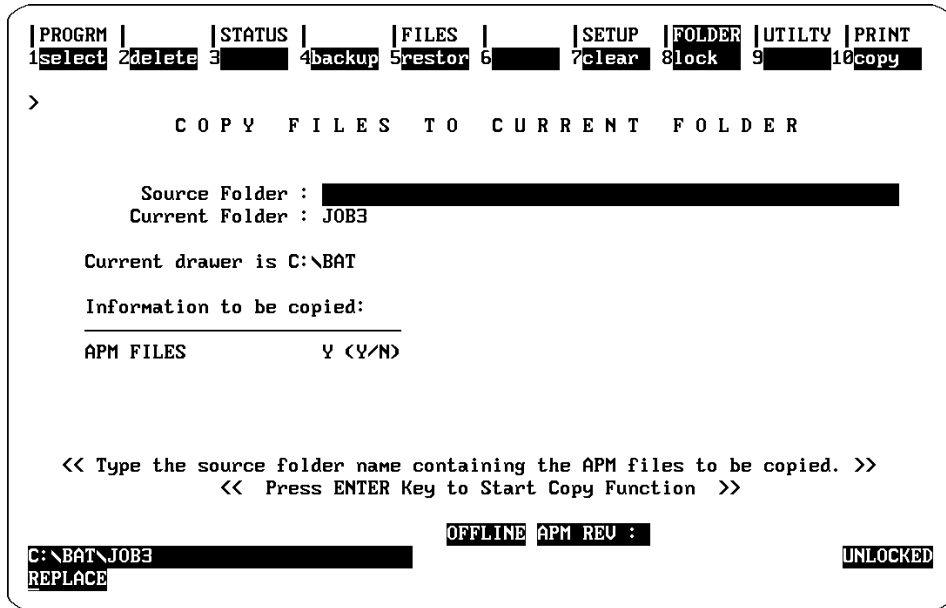 |PROGRM | |STATUS | |FILES | |SETUP |FOLDER |UTILTY |PRINT
1select 2delete 3 4backup 5restor 6 7clear 8lock 9 10copy
>
C O P Y F I L E S T O C U R R E N T F O L D E R
Source Folder :
Current Folder : JOB3
Current drawer is C:\BAT
Information to be copied:
APM FILES Y (Y/N)
<< Type the source folder name containing the APM files to be copied. >>
<< Press ENTER Key to Start Copy Function >>
OFFLINE APM REV :
C:\BAT\JOB3 UNLOCKED
REPLACE